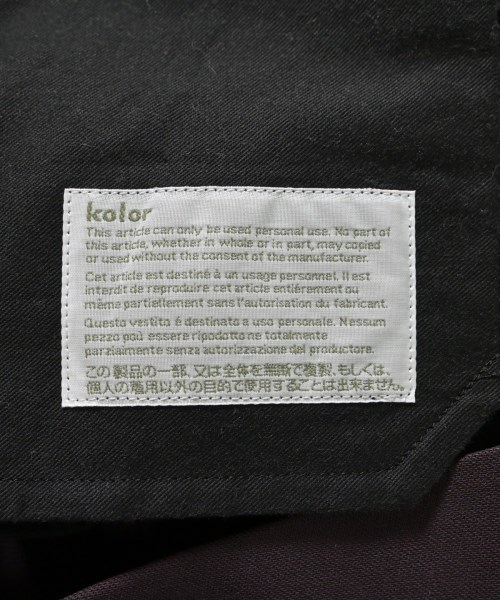 kolor
This article can only be used personal use. No part of
this article, whether in whole or in part, may copied
or used without the consent of the manufacturer.
Cet article est destiné à un usage personnel. Il est
interdit de reproduire cet article entièrement ou
même partiellement sans l'autorisation du fabricant.
Questo vestito é destinato a uso personale. Nessum
pezzo può essere ripodotto ne totalmente
parzialmente senza autorizzazione del productore.
この製品の一部、又は全体を無断で複製、もしくは、
個人の着用以外の目的で使用することは出来ません。